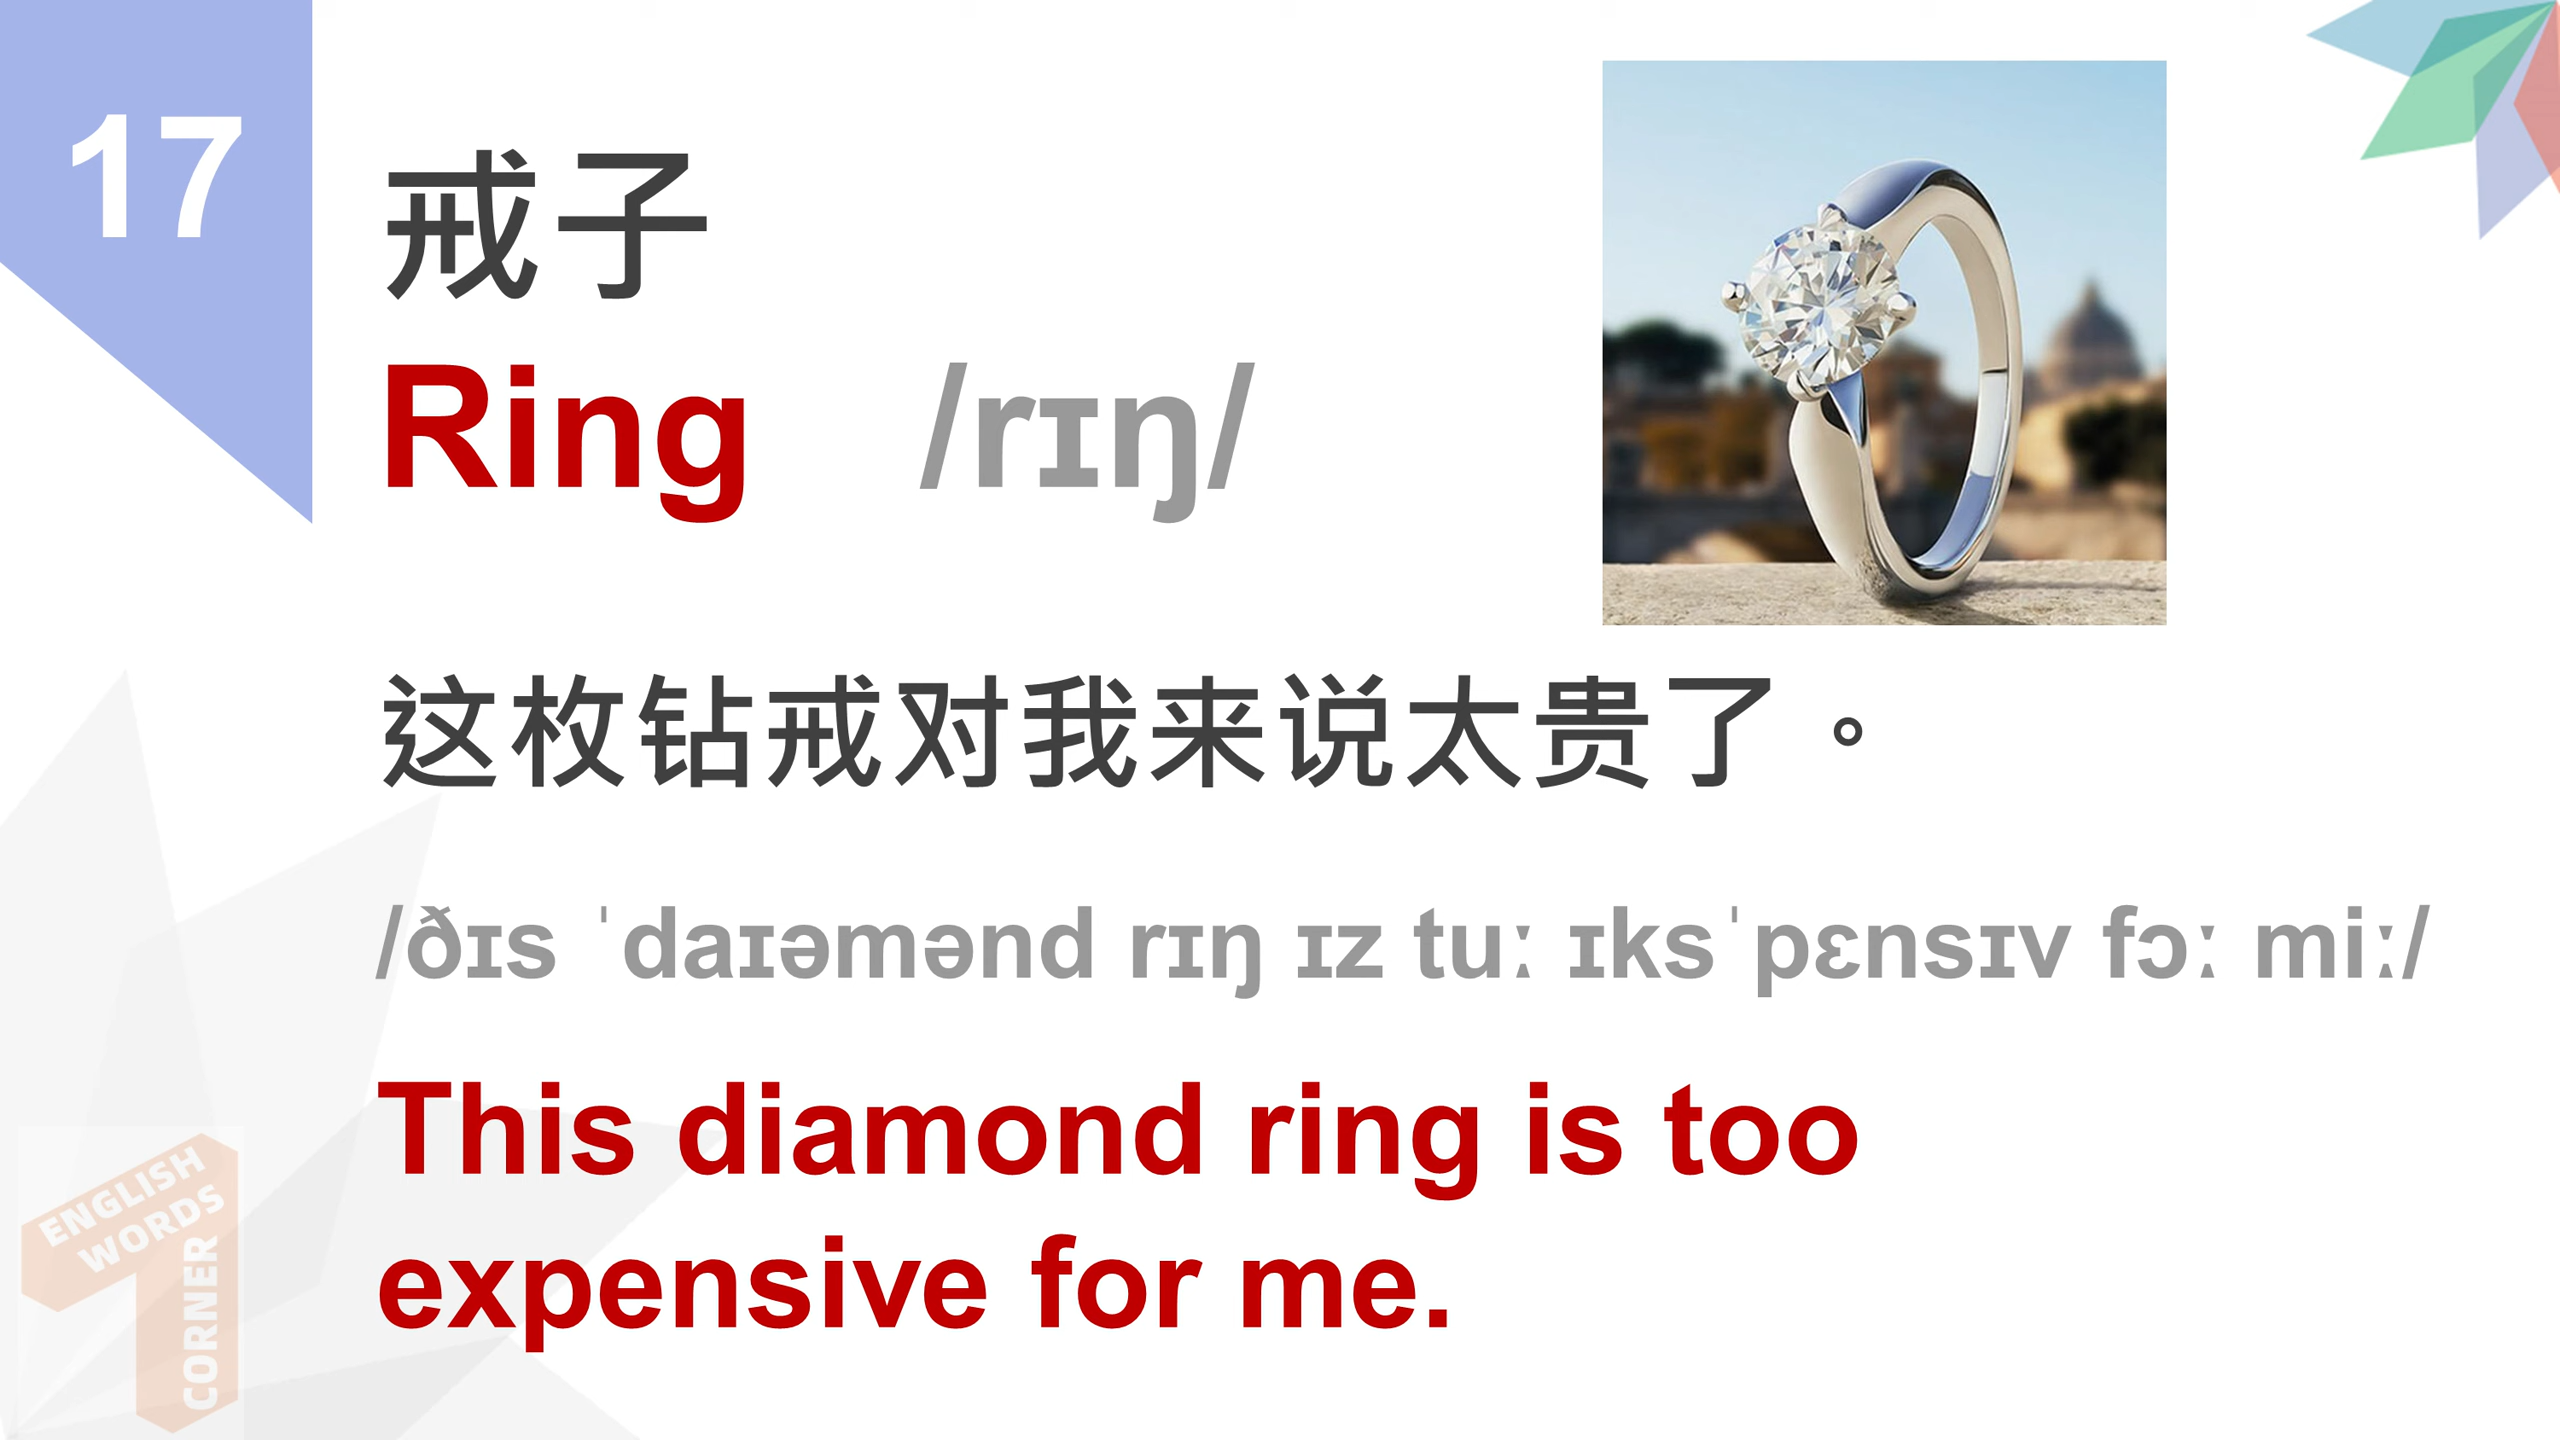 17
戒子
Ring /rɪŋ/
这枚钻戒对我来说太贵了。
/ðɪs ˈdaɪəmənd rɪŋ ɪz tuː ɪksˈpɛnsɪv fɔː miː/
This diamond ring is too
expensive for me.
ENGLISH
WORDS
CORNER